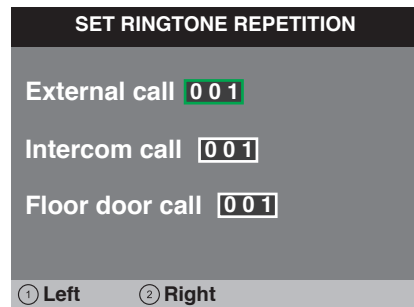 SET RINGTONE REPETITION
External call 0 0 1
Intercom call 0 0 1
Floor door call 0 0 1
① Left ② Right